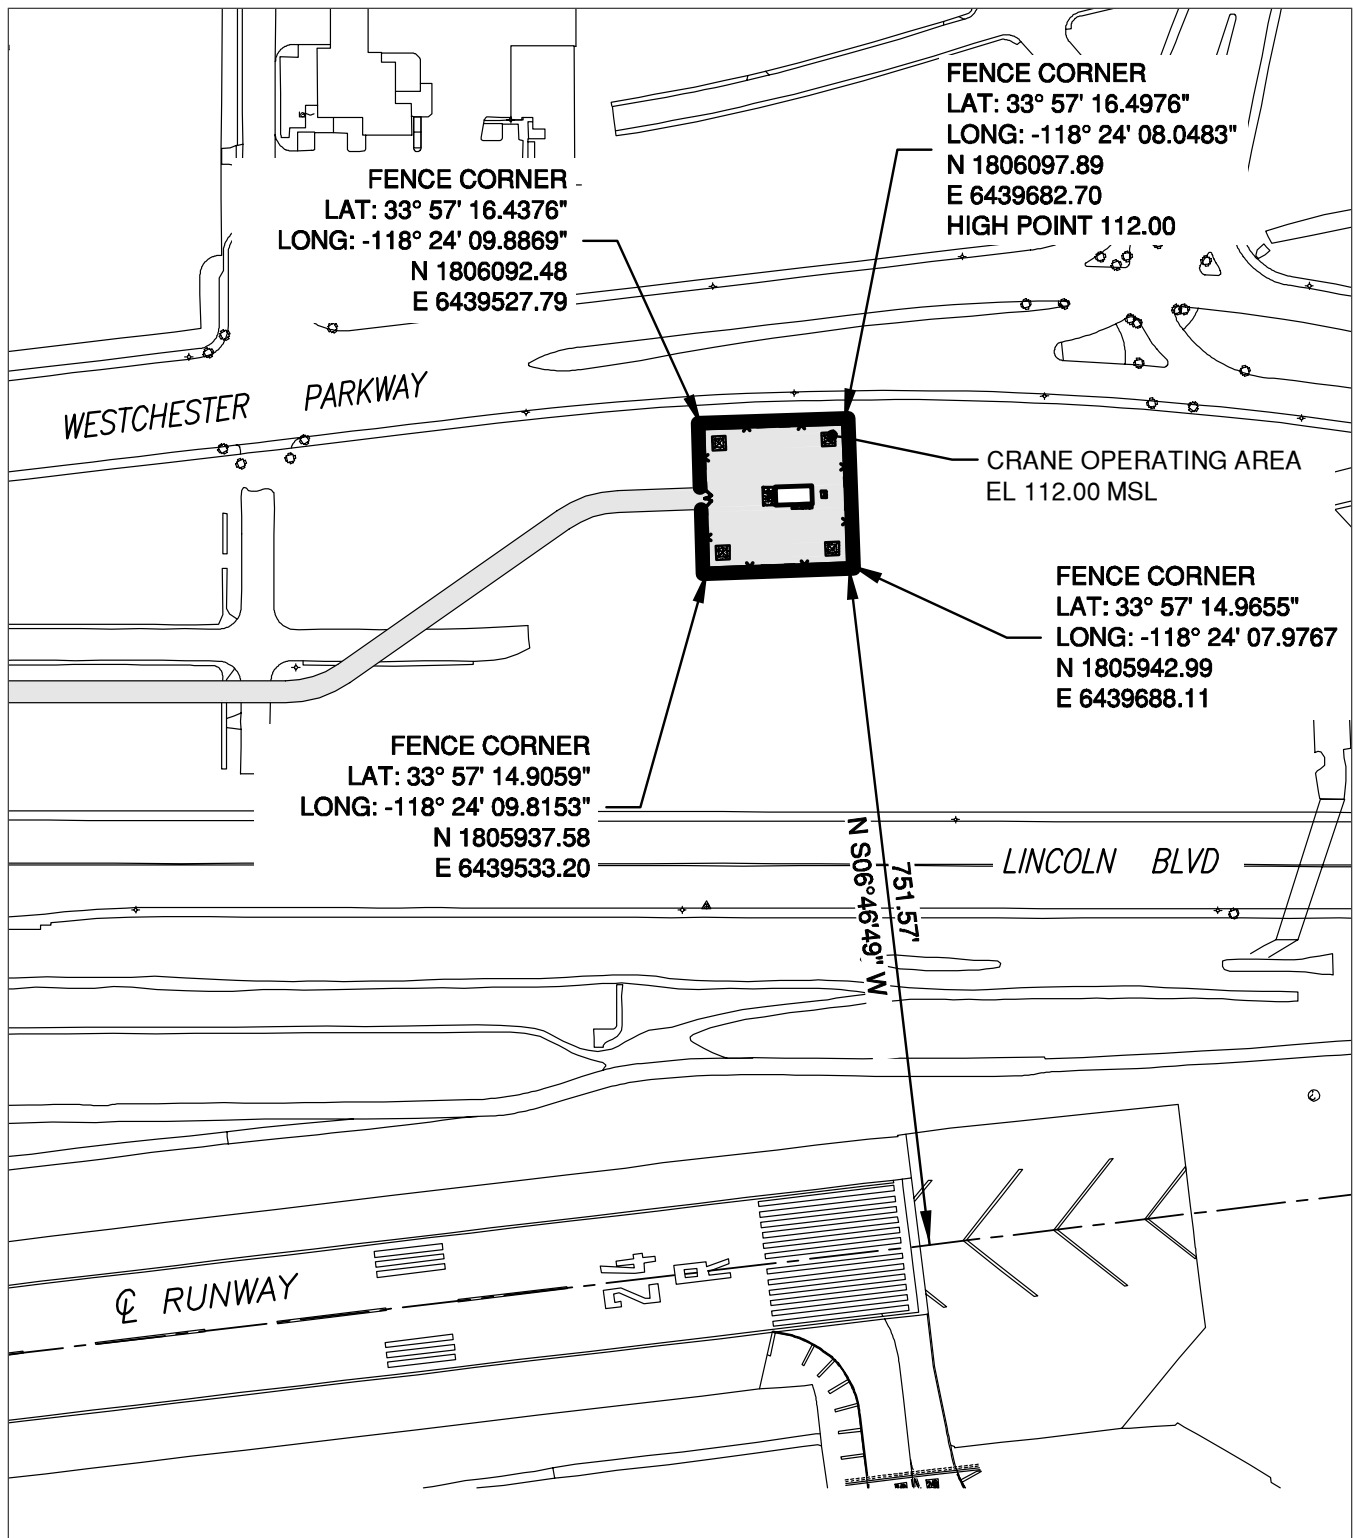 FENCE CORNER
LAT: 33° 57' 16.4976"
LONG: -118° 24' 08.0483"
N 1806097.89
E 6439682.70
HIGH POINT 112.00
FENCE CORNER
LAT: 33° 57' 16.4376"
LONG: -118° 24' 09.8869"
N 1806092.48
E 6439527.79
WESTCHESTER PARKWAY
CRANE OPERATING AREA
EL 112.00 MSL
FENCE CORNER
LAT: 33° 57' 14.9655"
LONG: -118° 24' 07.9767
N 1805942.99
E 6439688.11
FENCE CORNER
LAT: 33° 57' 14.9059"
LONG: -118° 24' 09.8153"
N 1805937.58
E 6439533.20
751.57'
N S06°46'49" W
LINCOLN BLVD
℄ RUNWAY
24
R